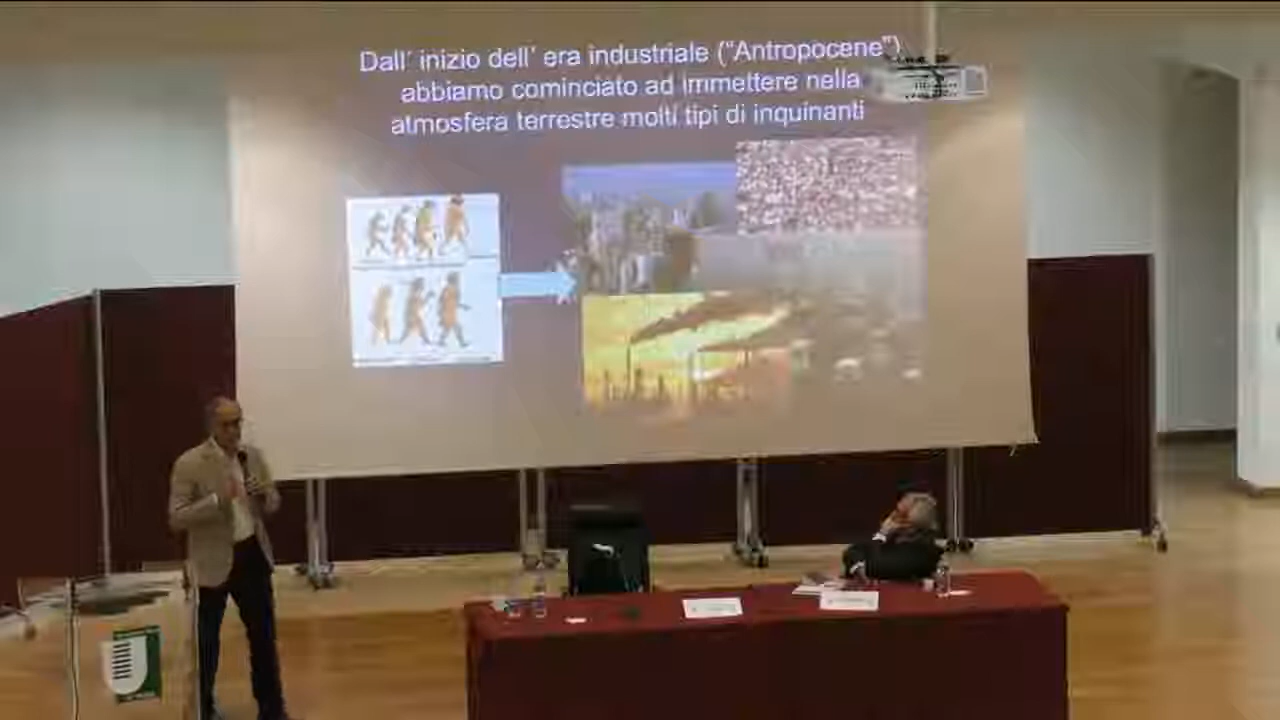 Dall' inizio dell' era industriale ("Antropocene")
abbiamo cominciato ad immettere nella
atmosfera terrestre molti tipi di inquinanti